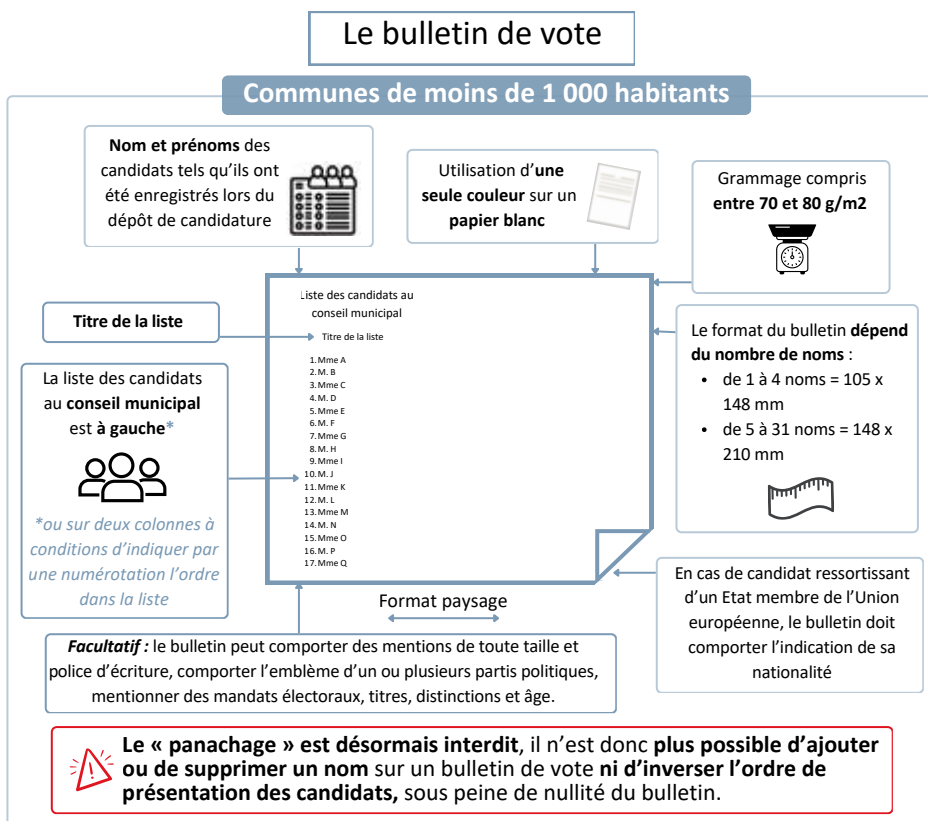 Le bulletin de vote
Communes de moins de 1 000 habitants
Nom et prénoms des
candidats tels qu'ils ont
été enregistrés lors du
dépôt de candidature
Utilisation d'une
seule couleur sur un
papier blanc
Grammage compris
entre 70 et 80 g/m2
Titre de la liste
La liste des candidats
au conseil municipal
est à gauche*
*ou sur deux colonnes à
conditions d'indiquer par
une numérotation l'ordre
dans la liste
Liste des candidats au
conseil municipal
Titre de la liste
1. Mme A
2. M. B
3. Mme C
4. M. D
5. Mme E
6. M. F
7. Mme G
8. M. H
9. Mme I
10. M. J
11. Mme K
12. M. L
13. Mme M
14. M. N
15. Mme O
16. M. P
17. Mme Q
Le format du bulletin dépend
du nombre de noms :
• de 1 à 4 noms = 105 x
148 mm
• de 5 à 31 noms = 148 x
210 mm
En cas de candidat ressortissant
d'un Etat membre de l'Union
européenne, le bulletin doit
comporter l'indication de sa
nationalité
Format paysage
Facultatif : le bulletin peut comporter des mentions de toute taille et
police d'écriture, comporter l'emblème d'un ou plusieurs partis politiques,
mentionner des mandats électoraux, titres, distinctions et âge.
Le « panachage » est désormais interdit, il n'est donc plus possible d'ajouter
ou de supprimer un nom sur un bulletin de vote ni d'inverser l'ordre de
présentation des candidats, sous peine de nullité du bulletin.